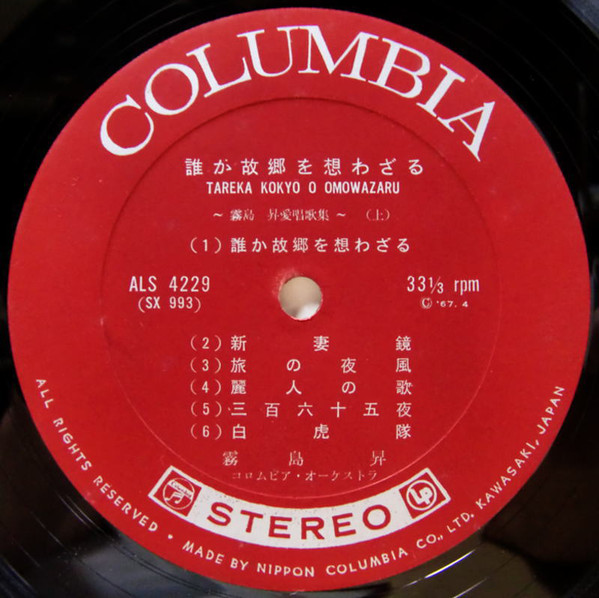 COLUMBIA
誰か故郷を想わざる
TAREKA KOKYO O OMOWAZARU
～霧島 昇愛唱歌集～ (上)
(1) 誰か故郷を想わざる
ALS 4229
(SX 993)
33⅓ rpm
Ⓒ '67. 4
(2) 新妻鏡
(3) 旅の夜風
(4) 麗人の歌
(5) 三百六十五夜
(6) 白虎隊
霧島昇
コロムビア・オーケストラ
Columbia
STEREO
LP
ALL RIGHTS RESERVED • MADE BY NIPPON COLUMBIA CO., LTD. KAWASAKI, JAPAN